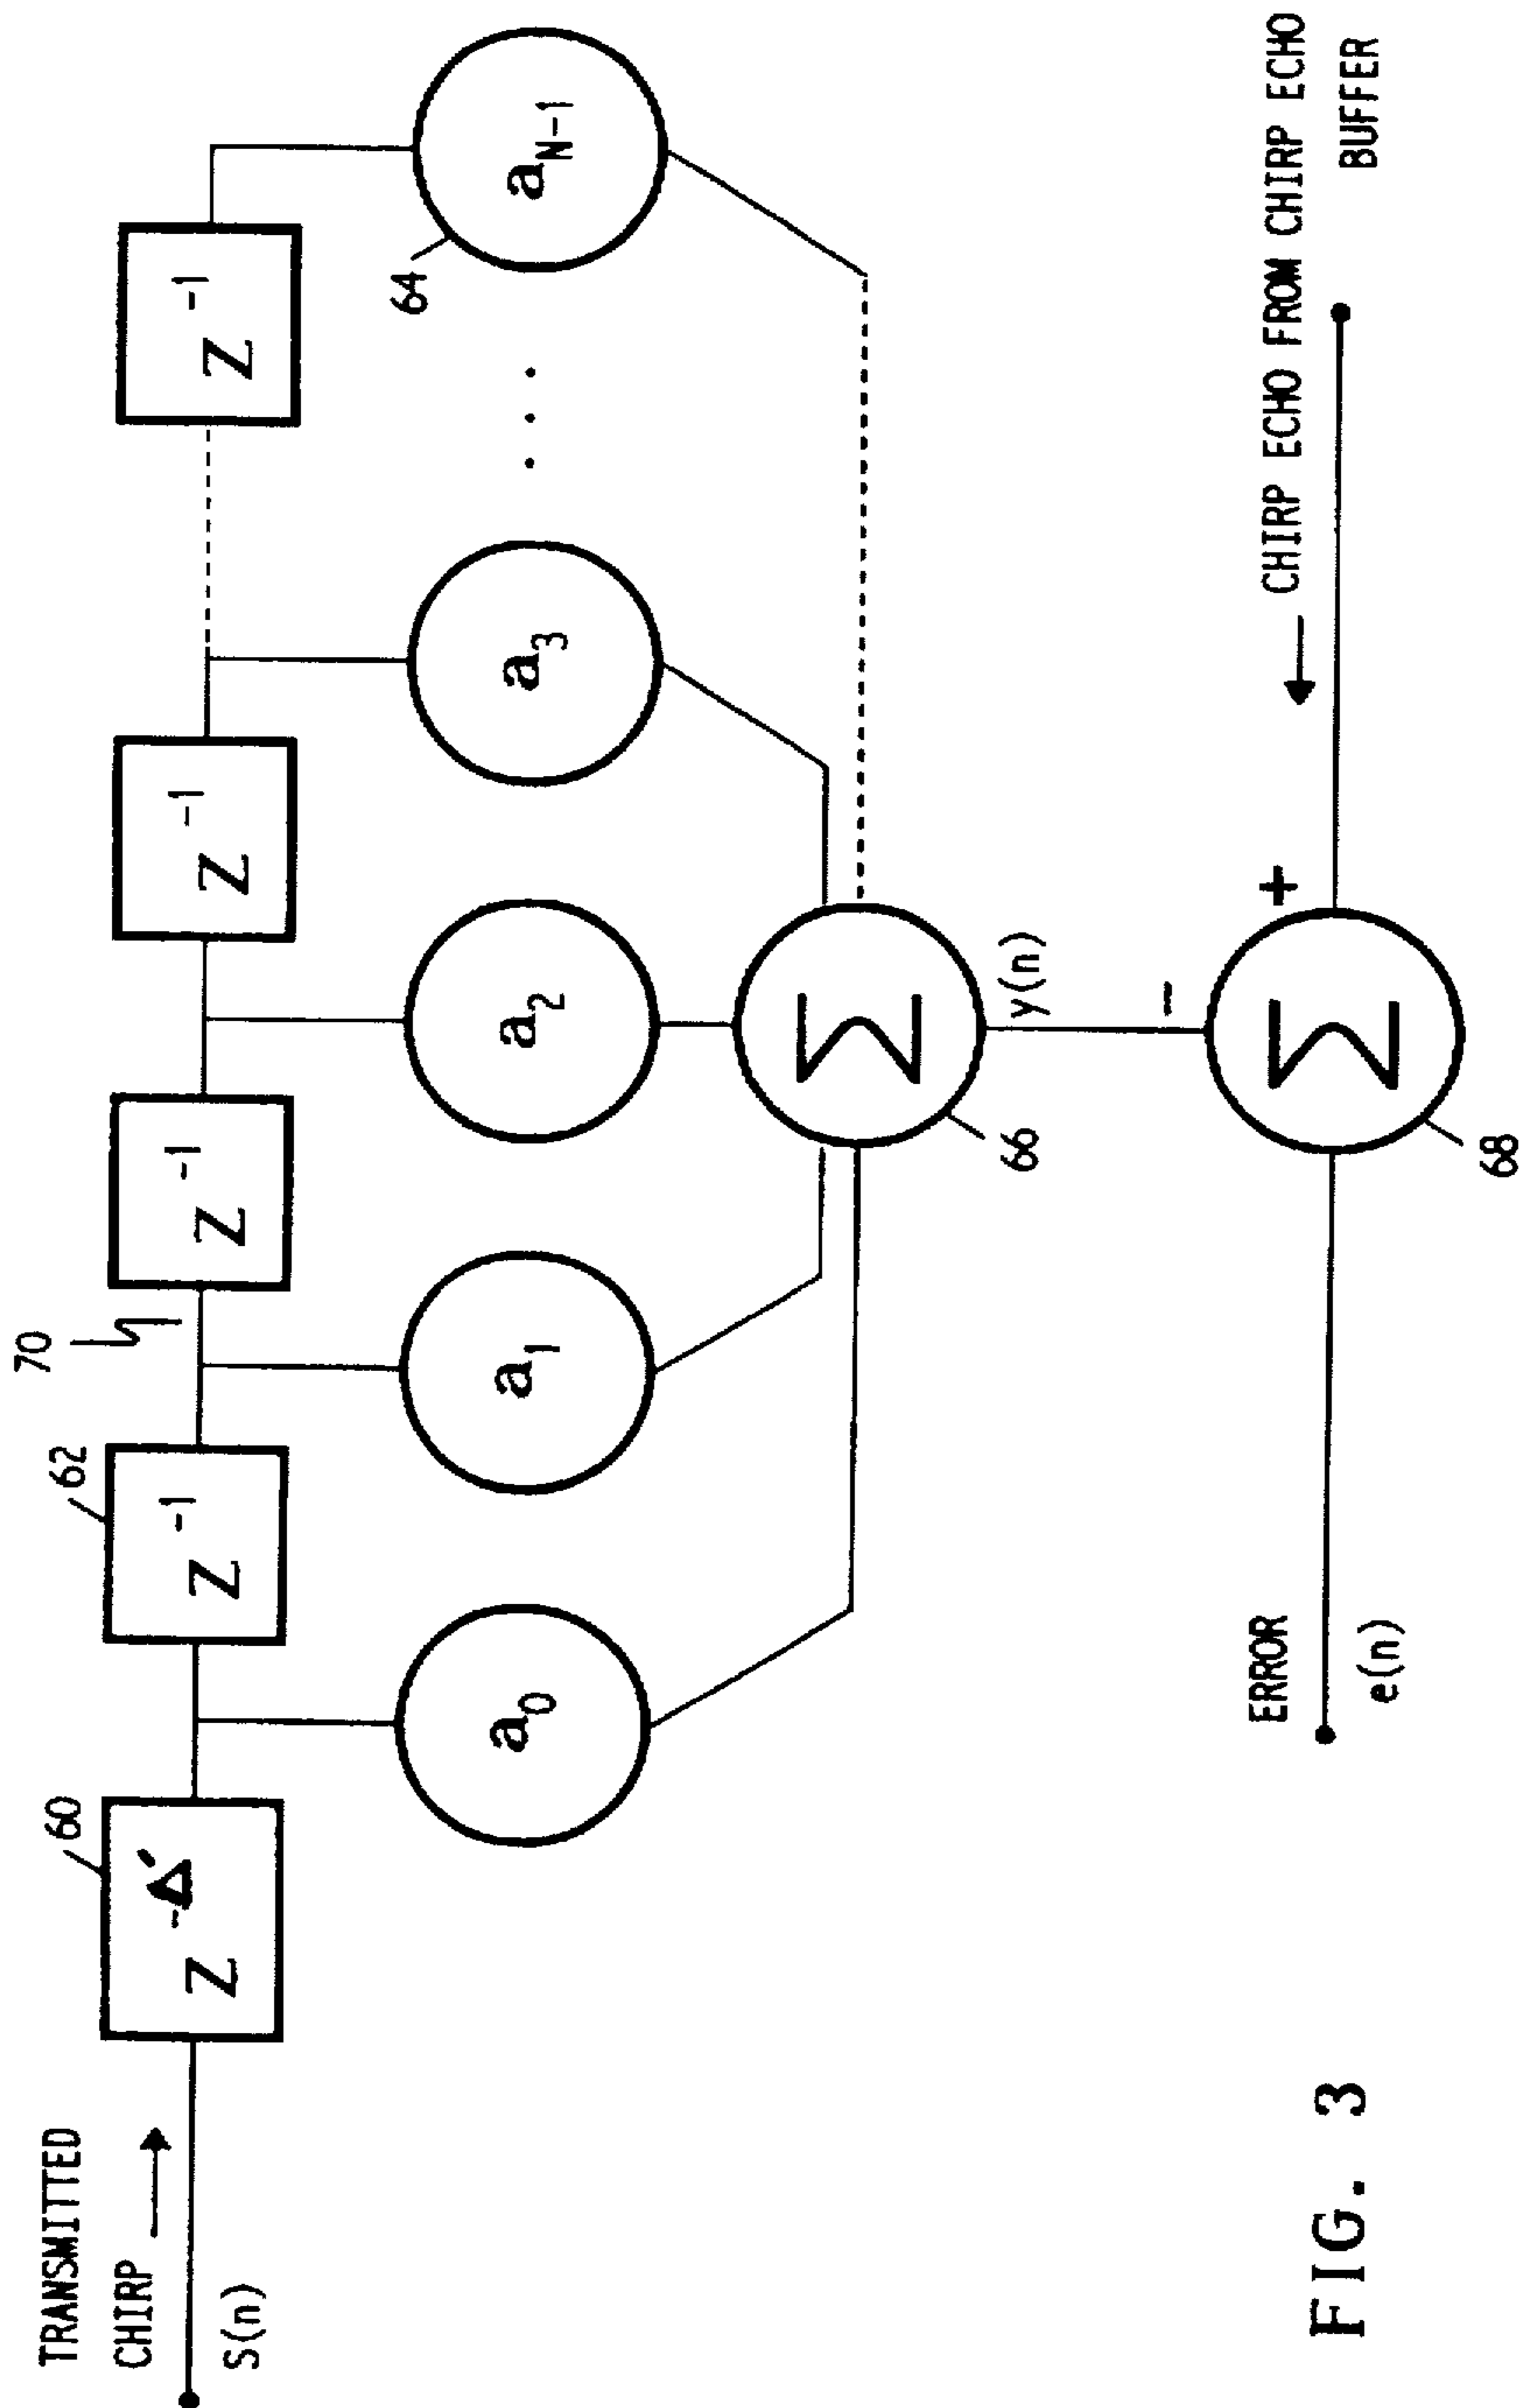 TRANSMITTED
CHIRP →
S(n)
60
Z^-Δ'
62
Z^-1
70
Z^-1
Z^-1
Z^-1
a_0
a_1
a_2
a_3
. . .
a_N-1
64
Σ
66
y(n)
-
+
← CHIRP ECHO FROM CHIRP ECHO
BUFFER
Σ
68
ERROR
e(n)
FIG. 3